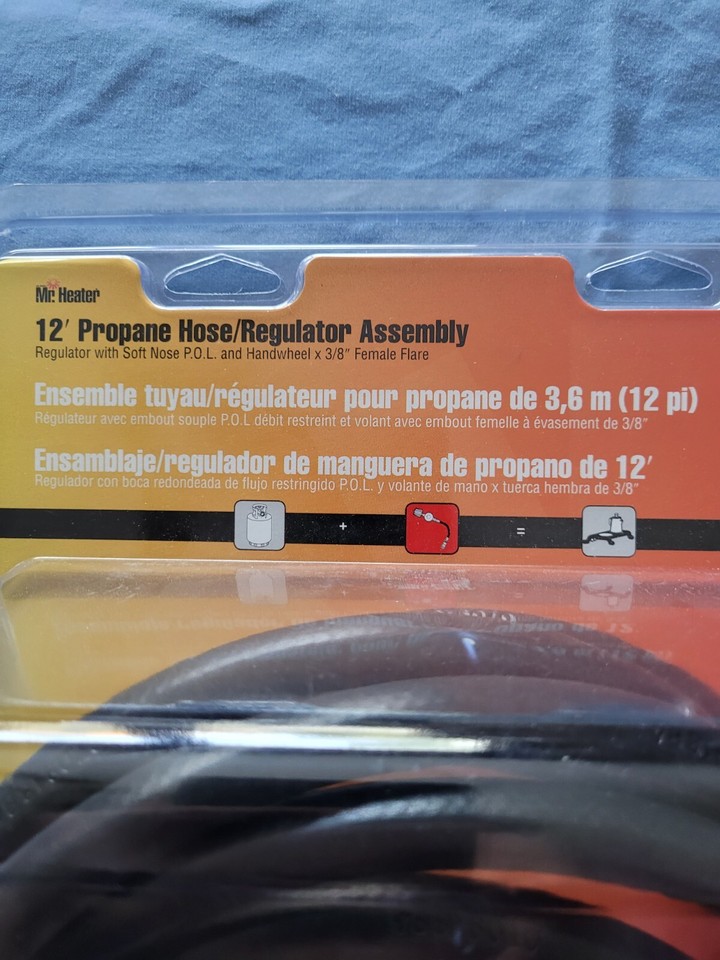 Mr. Heater
12' Propane Hose/Regulator Assembly
Regulator with Soft Nose P.O.L. and Handwheel x 3/8" Female Flare
Ensemble tuyau/régulateur pour propane de 3,6 m (12 pi)
Régulateur avec embout souple P.O.L débit restreint et volant avec embout femelle à évasement de 3/8"
Ensamblaje/regulador de manguera de propano de 12'
Regulador con boca redondeada de flujo restringido P.O.L. y volante de mano x tuerca hembra de 3/8"
+ =